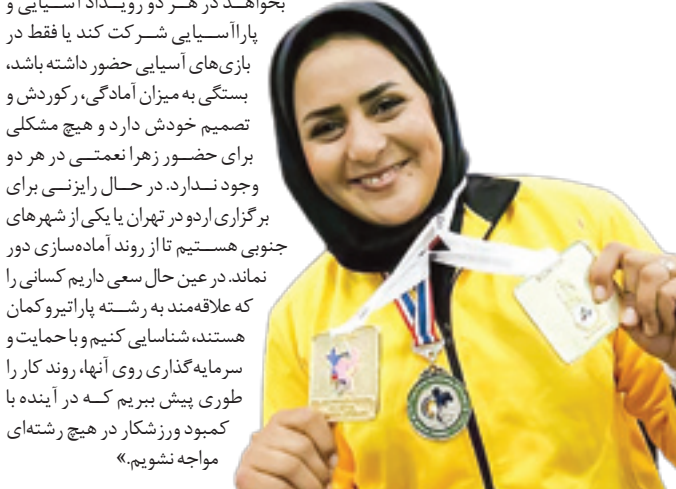 بخواهد در هر دو رویداد آسیایی و
پاراآسیایی شرکت کند یا فقط در
بازی‌های آسیایی حضور داشته باشد،
بستگی به میزان آمادگی، رکوردش و
تصمیم خودش دارد و هیچ مشکلی
برای حضور زهرا نعمتی در هر دو
وجود ندارد. در حال رایزنی برای
برگزاری اردو در تهران یا یکی از شهرهای
جنوبی هستیم تا از روند آماده‌سازی دور
نماند. در عین حال سعی داریم کسانی را
که علاقه‌مند به رشته پاراتیروکمان
هستند، شناسایی کنیم و با حمایت و
سرمایه‌گذاری روی آنها، روند کار را
طوری پیش ببریم که در آینده با
کمبود ورزشکار در هیچ رشته‌ای
مواجه نشویم.»